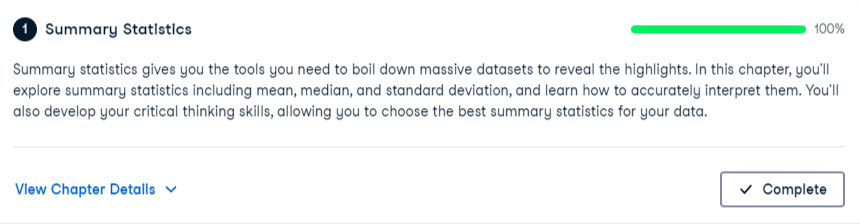 1 Summary Statistics 100%
Summary statistics gives you the tools you need to boil down massive datasets to reveal the highlights. In this chapter, you'll
explore summary statistics including mean, median, and standard deviation, and learn how to accurately interpret them. You'll
also develop your critical thinking skills, allowing you to choose the best summary statistics for your data.
View Chapter Details Complete